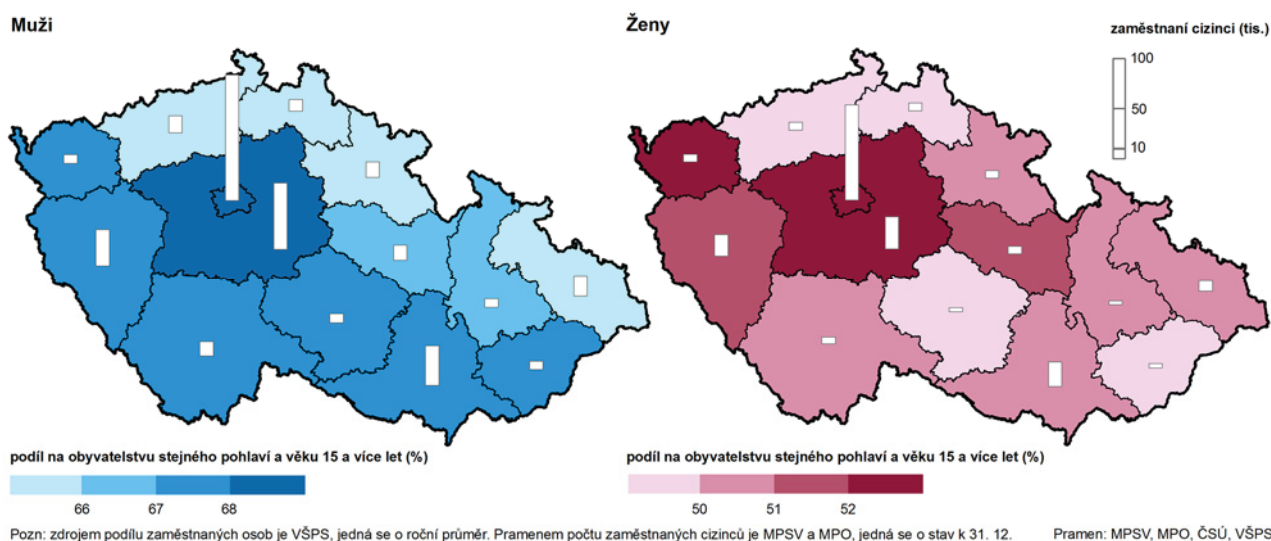 Muži
Ženy
zaměstnaní cizinci (tis.)
100
50
10
podíl na obyvatelstvu stejného pohlaví a věku 15 a více let (%)
66 67 68
podíl na obyvatelstvu stejného pohlaví a věku 15 a více let (%)
50 51 52
Pozn: zdrojem podílu zaměstnaných osob je VŠPS, jedná se o roční průměr. Pramenem počtu zaměstnaných cizinců je MPSV a MPO, jedná se o stav k 31. 12.
Pramen: MPSV, MPO, ČSÚ, VŠPS